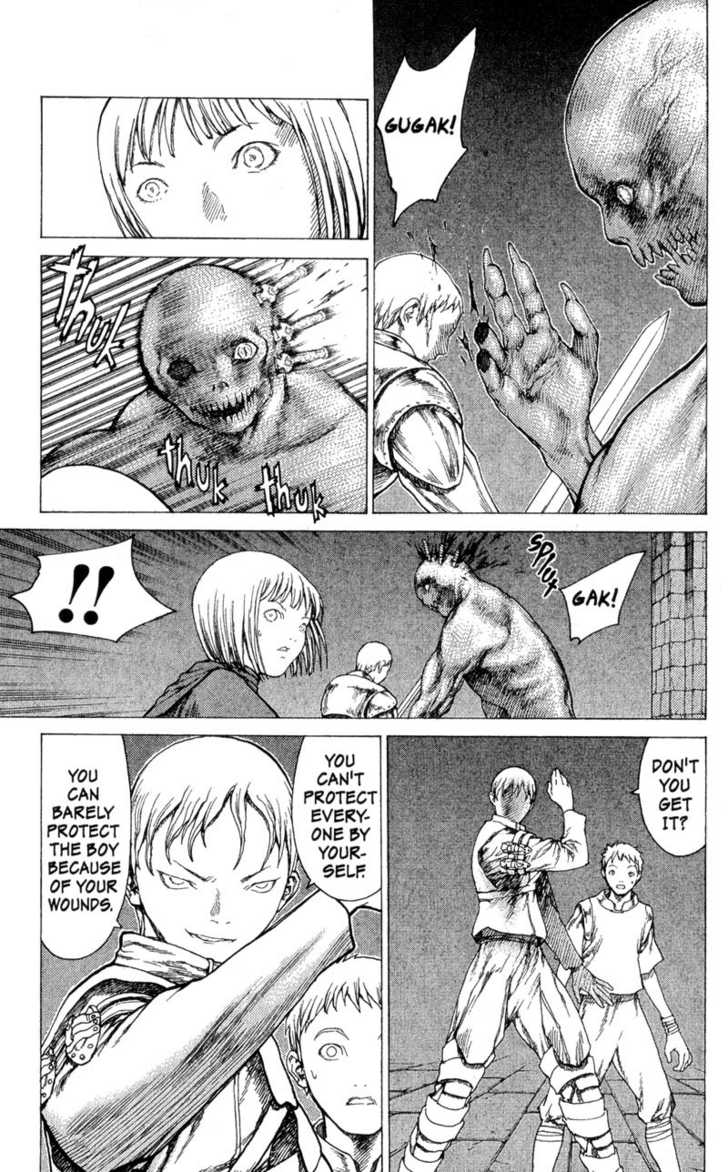 GUGAK!
thuk
thuk
thuk
thuk
SPLUT
GAK!
!!
DON'T
YOU
GET
IT?
YOU
CAN'T
PROTECT
EVERY-
ONE BY
YOUR-
SELF.
YOU
CAN
BARELY
PROTECT
THE BOY
BECAUSE
OF YOUR
WOUNDS.